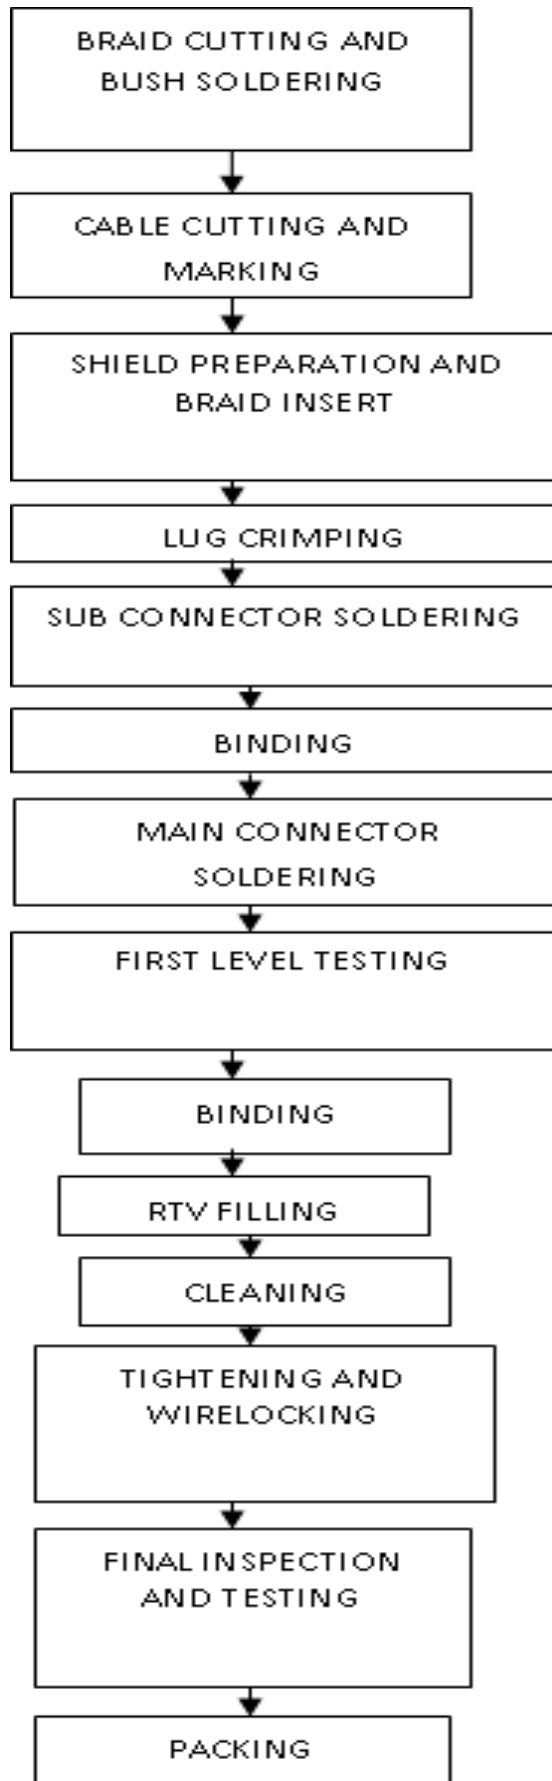 BRAID CUTTING AND
BUSH SOLDERING
CABLE CUTTING AND
MARKING
SHIELD PREPARATION AND
BRAID INSERT
LUG CRIMPING
SUB CONNECTOR SOLDERING
BINDING
MAIN CONNECTOR
SOLDERING
FIRST LEVEL TESTING
BINDING
RTV FILLING
CLEANING
TIGHTENING AND
WIRELOCKING
FINAL INSPECTION
AND TESTING
PACKING